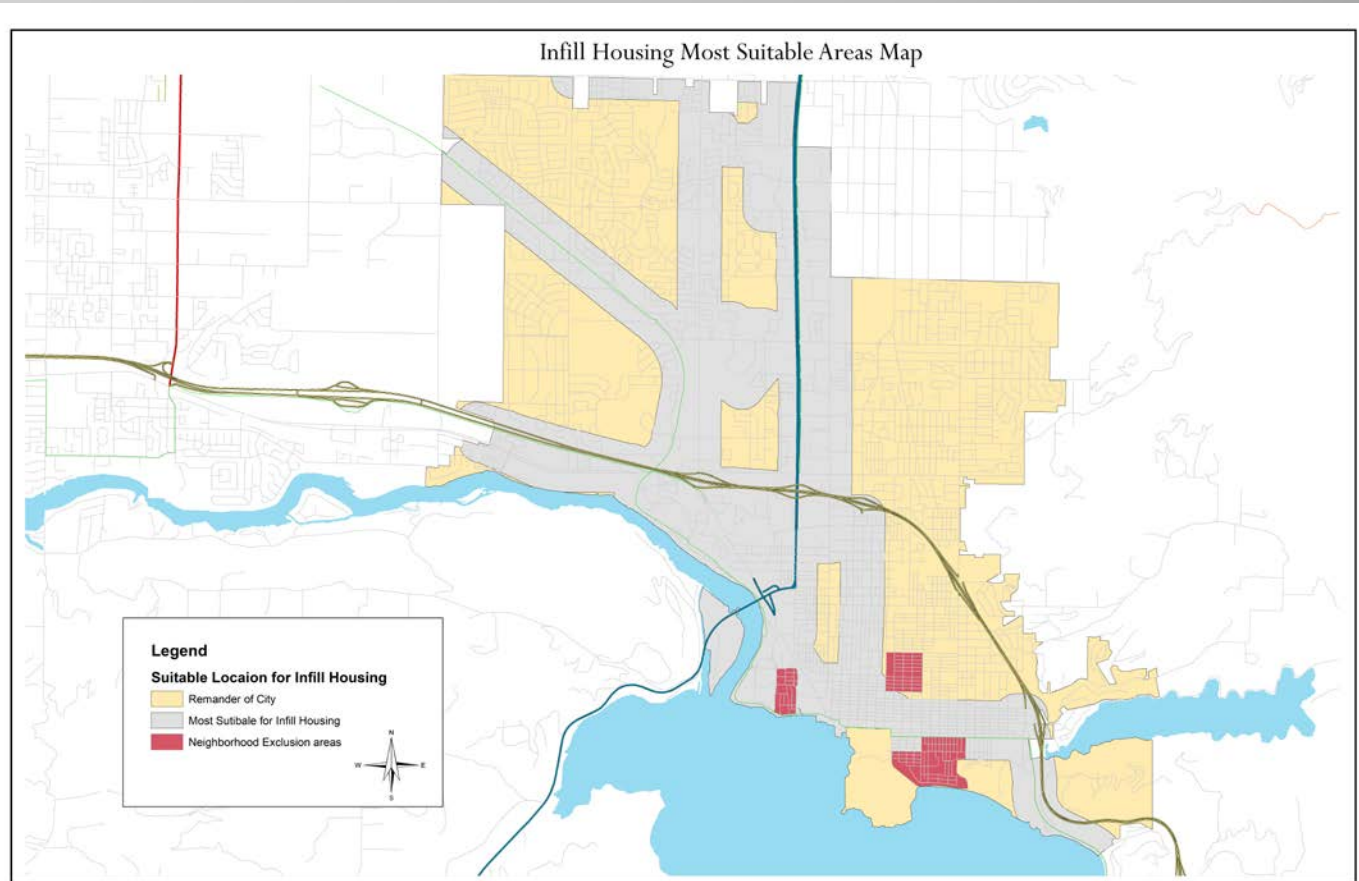 Infill Housing Most Suitable Areas Map
Legend
Suitable Locaion for Infill Housing
Remander of City
Most Sutibale for Infill Housing
Neighborhood Exclusion areas
N
W
E
S